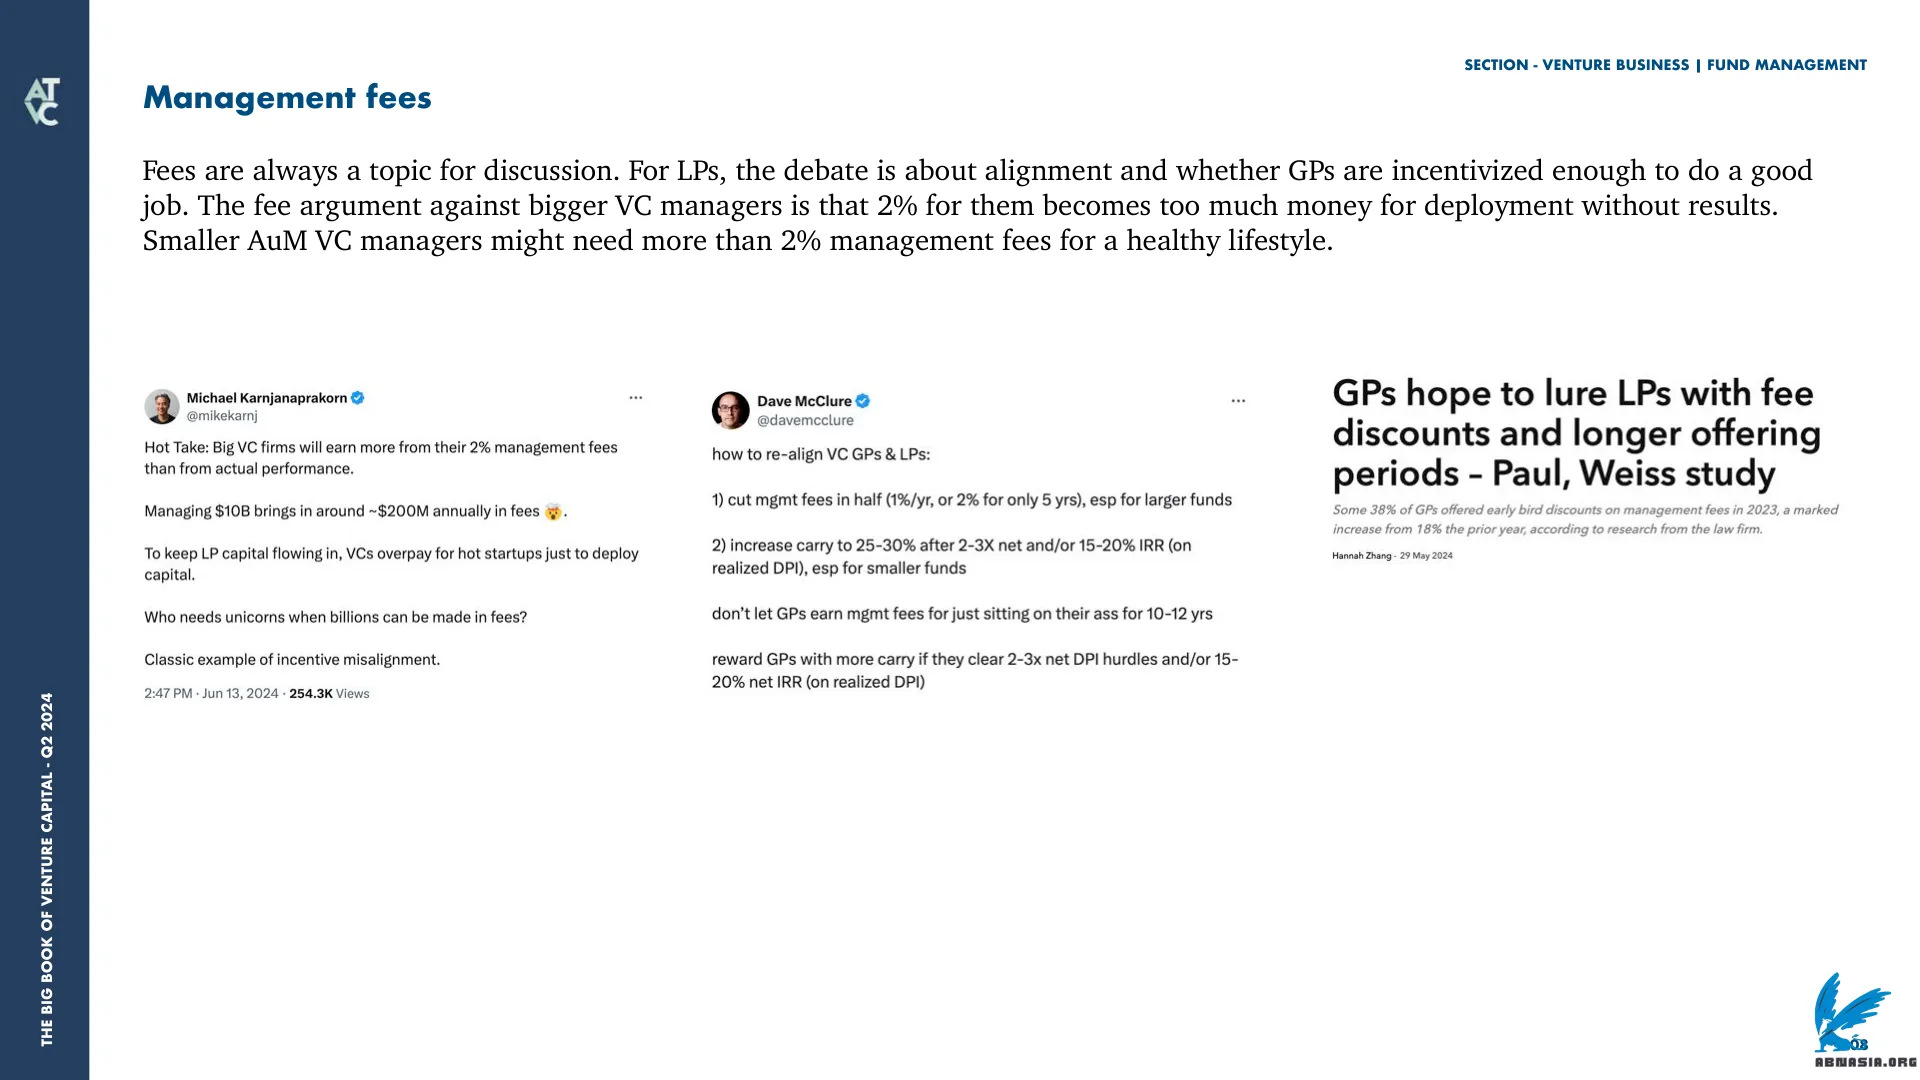 SECTION - VENTURE BUSINESS | FUND MANAGEMENT
ATVC
Management fees
Fees are always a topic for discussion. For LPs, the debate is about alignment and whether GPs are incentivized enough to do a good
job. The fee argument against bigger VC managers is that 2% for them becomes too much money for deployment without results.
Smaller AuM VC managers might need more than 2% management fees for a healthy lifestyle.
Michael Karnjanaprakorn
@mikekarnj
Hot Take: Big VC firms will earn more from their 2% management fees
than from actual performance.
Managing $10B brings in around ~$200M annually in fees 🤯.
To keep LP capital flowing in, VCs overpay for hot startups just to deploy
capital.
Who needs unicorns when billions can be made in fees?
Classic example of incentive misalignment.
2:47 PM · Jun 13, 2024 · 254.3K Views
Dave McClure
@davemcclure
how to re-align VC GPs & LPs:
1) cut mgmt fees in half (1%/yr, or 2% for only 5 yrs), esp for larger funds
2) increase carry to 25-30% after 2-3X net and/or 15-20% IRR (on
realized DPI), esp for smaller funds
don't let GPs earn mgmt fees for just sitting on their ass for 10-12 yrs
reward GPs with more carry if they clear 2-3x net DPI hurdles and/or 15-
20% net IRR (on realized DPI)
GPs hope to lure LPs with fee
discounts and longer offering
periods – Paul, Weiss study
Some 38% of GPs offered early bird discounts on management fees in 2023, a marked
increase from 18% the prior year, according to research from the law firm.
Hannah Zhang - 29 May 2024
THE BIG BOOK OF VENTURE CAPITAL - Q2 2024
ABNASIA.ORG